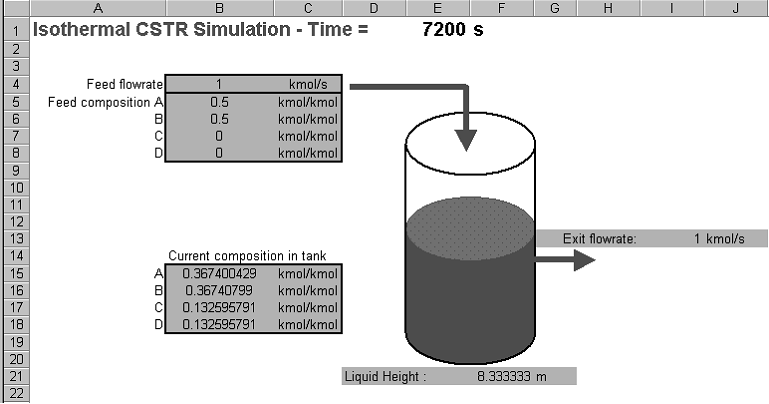 A B C D E F G H I J
1 Isothermal CSTR Simulation - Time = 7200 s
2
3
4 Feed flowrate 1 kmol/s
5 Feed composition A 0.5 kmol/kmol
6 B 0.5 kmol/kmol
7 C 0 kmol/kmol
8 D 0 kmol/kmol
9
10
11
12
13 Exit flowrate: 1 kmol/s
14 Current composition in tank
15 A 0.367400429 kmol/kmol
16 B 0.36740799 kmol/kmol
17 C 0.132595791 kmol/kmol
18 D 0.132595791 kmol/kmol
19
20
21 Liquid Height : 8.333333 m
22